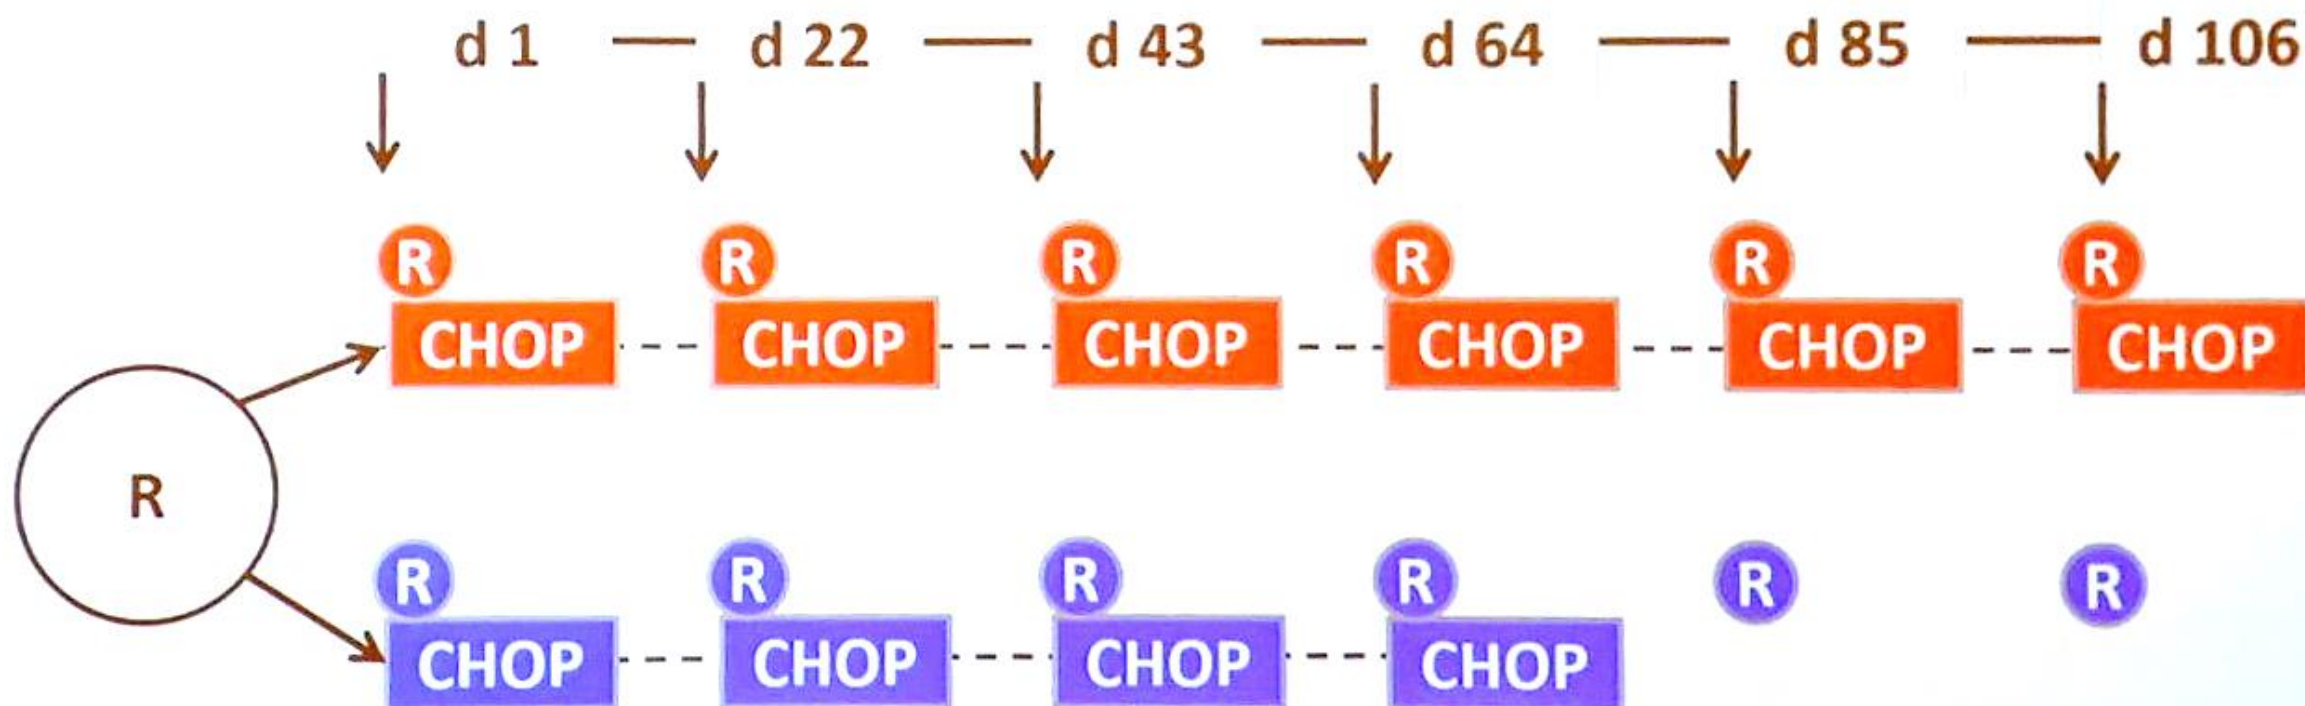 d 1 — d 22 — d 43 — d 64 — d 85 — d 106
R R R R R R
CHOP CHOP CHOP CHOP CHOP CHOP
R
R R R R R R
CHOP CHOP CHOP CHOP